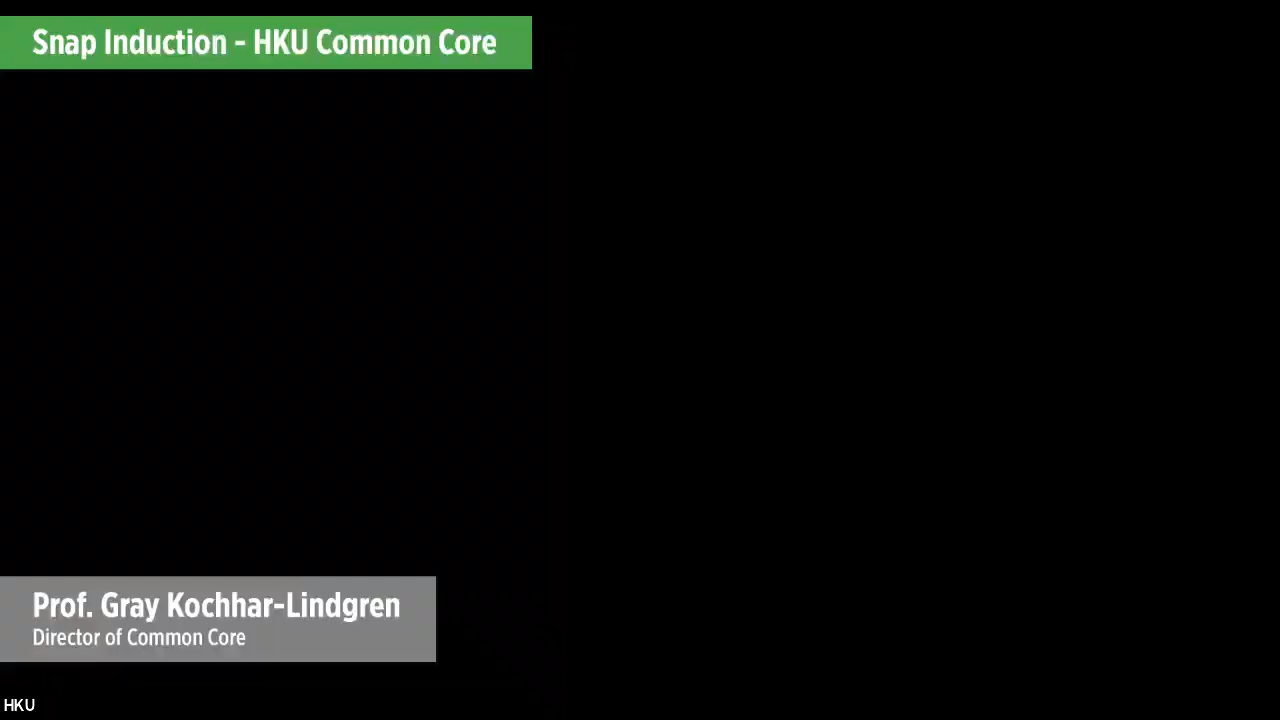 Snap Induction - HKU Common Core
Prof. Gray Kochhar-Lindgren
Director of Common Core
HKU